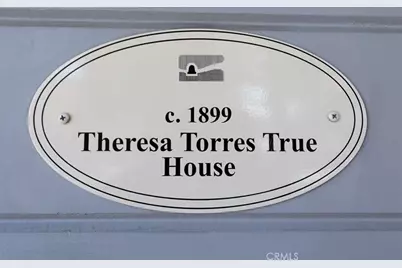 c. 1899
Theresa Torres True
House
CRMLS